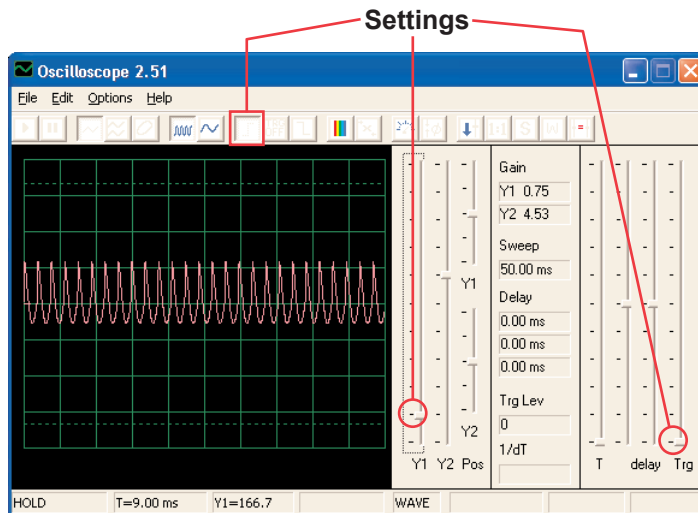 Settings
Oscilloscope 2.51
File Edit Options Help
Gain
Y1 0.75
Y2 4.53
Sweep
50.00 ms
Delay
0.00 ms
0.00 ms
0.00 ms
Trg Lev
0
1/dT
Y1
Y2
Y1 Y2 Pos
T delay Trg
HOLD T=9.00 ms Y1=166.7 WAVE